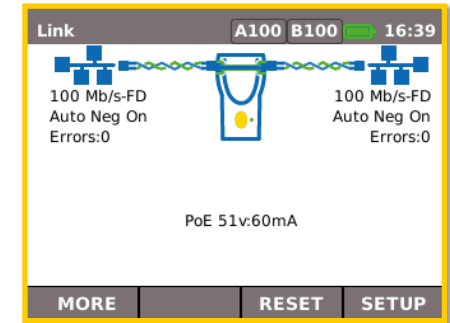 Link A100 B100 16:39
100 Mb/s-FD 100 Mb/s-FD
Auto Neg On Auto Neg On
Errors:0 Errors:0
PoE 51v:60mA
MORE RESET SETUP